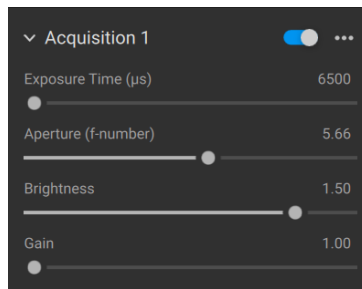 Acquisition 1
Exposure Time (µs) 6500
Aperture (f-number) 5.66
Brightness 1.50
Gain 1.00